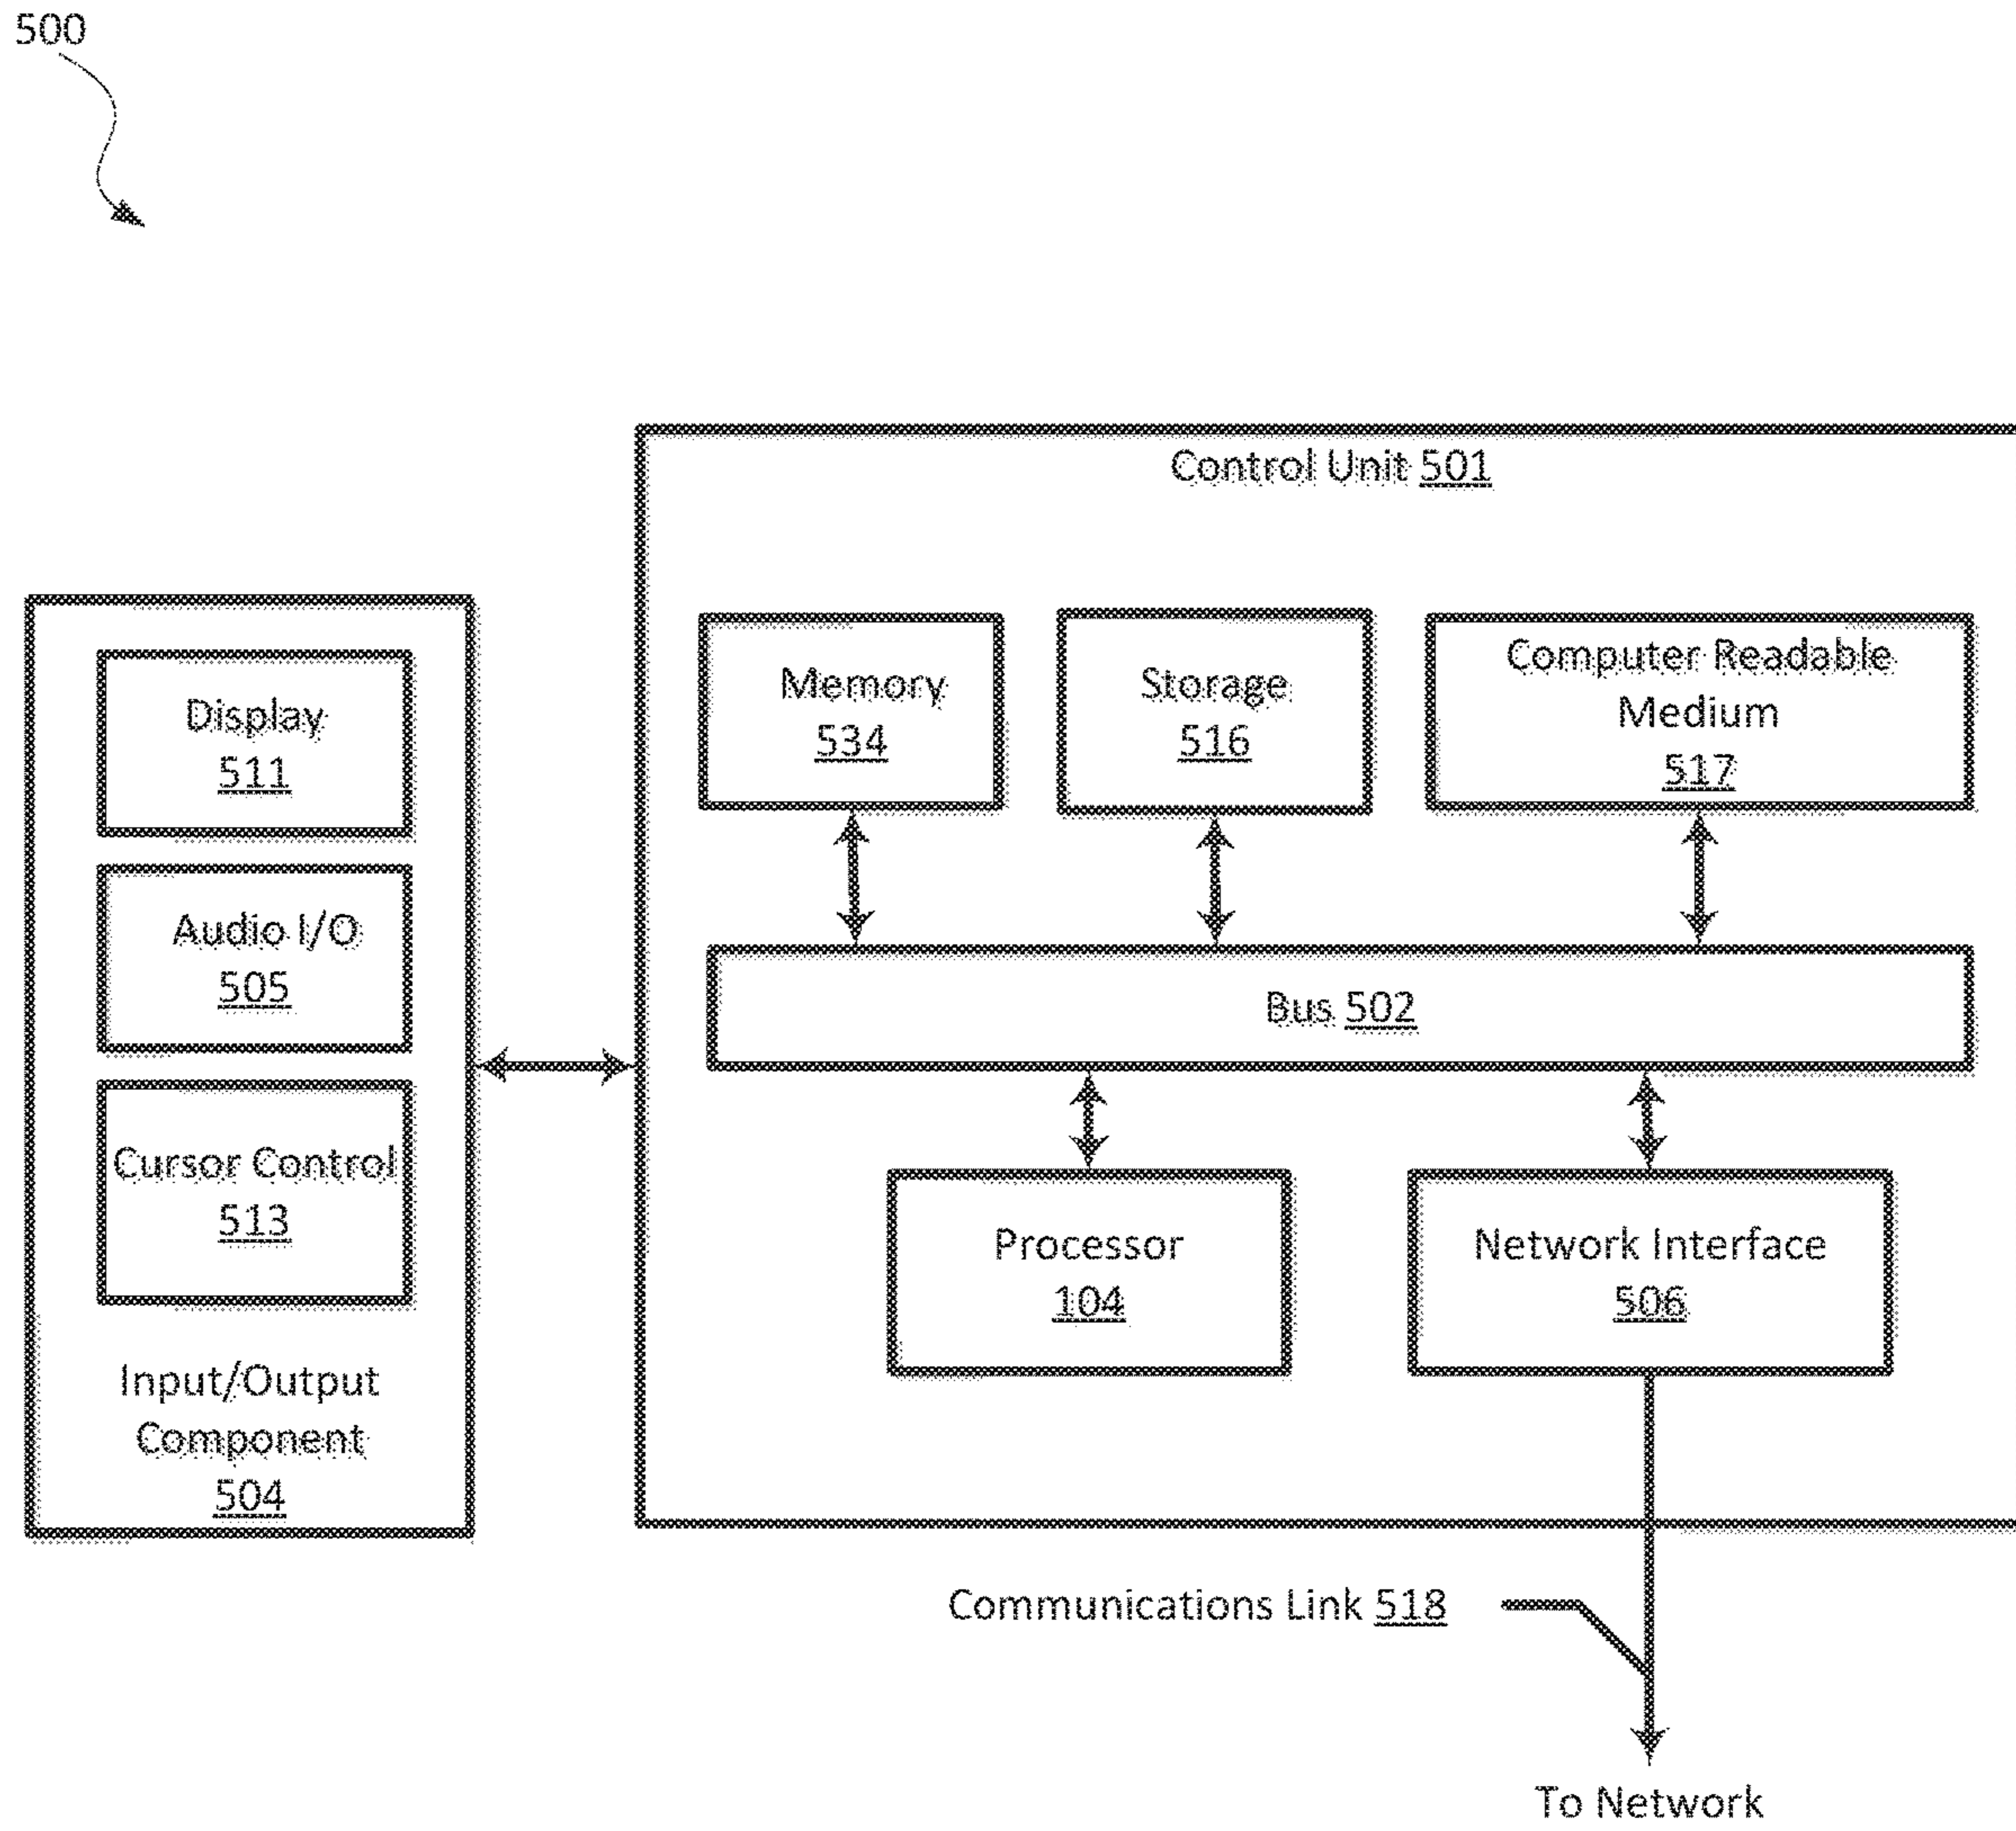 500
Control Unit 501
Display
511
Audio I/O
505
Cursor Control
513
Input/Output
Component
504
Memory
534
Storage
516
Computer Readable
Medium
517
Bus 502
Processor
104
Network Interface
506
Communications Link 518
To Network